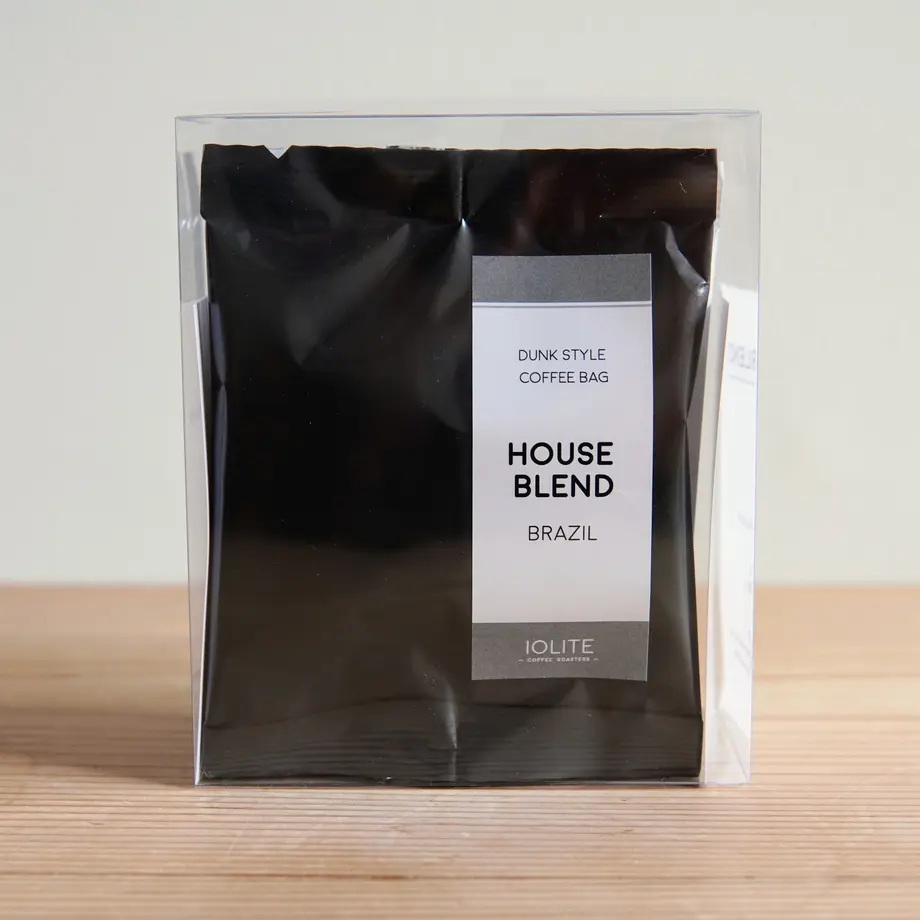 DUNK STYLE
COFFEE BAG
HOUSE
BLEND
BRAZIL
IOLITE
– COFFEE ROASTERS –